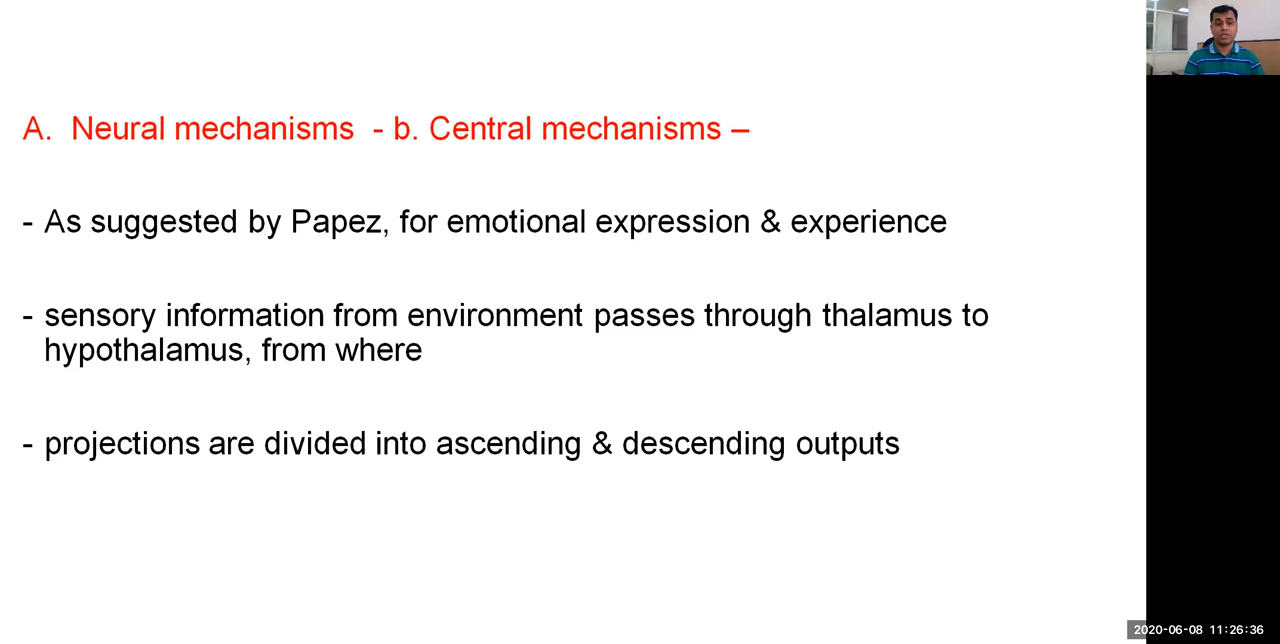 A. Neural mechanisms - b. Central mechanisms –
- As suggested by Papez, for emotional expression & experience
- sensory information from environment passes through thalamus to
hypothalamus, from where
- projections are divided into ascending & descending outputs
2020-06-08 11:26:36